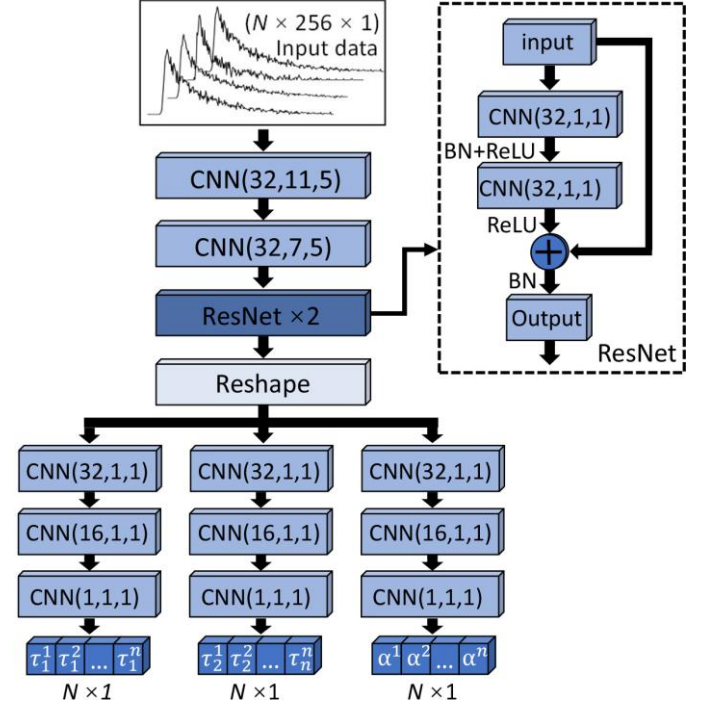 (N × 256 × 1)
Input data
CNN(32,11,5)
CNN(32,7,5)
ResNet ×2
Reshape
input
CNN(32,1,1)
BN+ReLU
CNN(32,1,1)
ReLU
+
BN
Output
ResNet
CNN(32,1,1) CNN(32,1,1) CNN(32,1,1)
CNN(16,1,1) CNN(16,1,1) CNN(16,1,1)
CNN(1,1,1) CNN(1,1,1) CNN(1,1,1)
τ₁¹ τ₁² ... τ₁ⁿ τ₂¹ τ₂² ... τₙⁿ α¹ α² ... αⁿ
N ×1 N ×1 N ×1